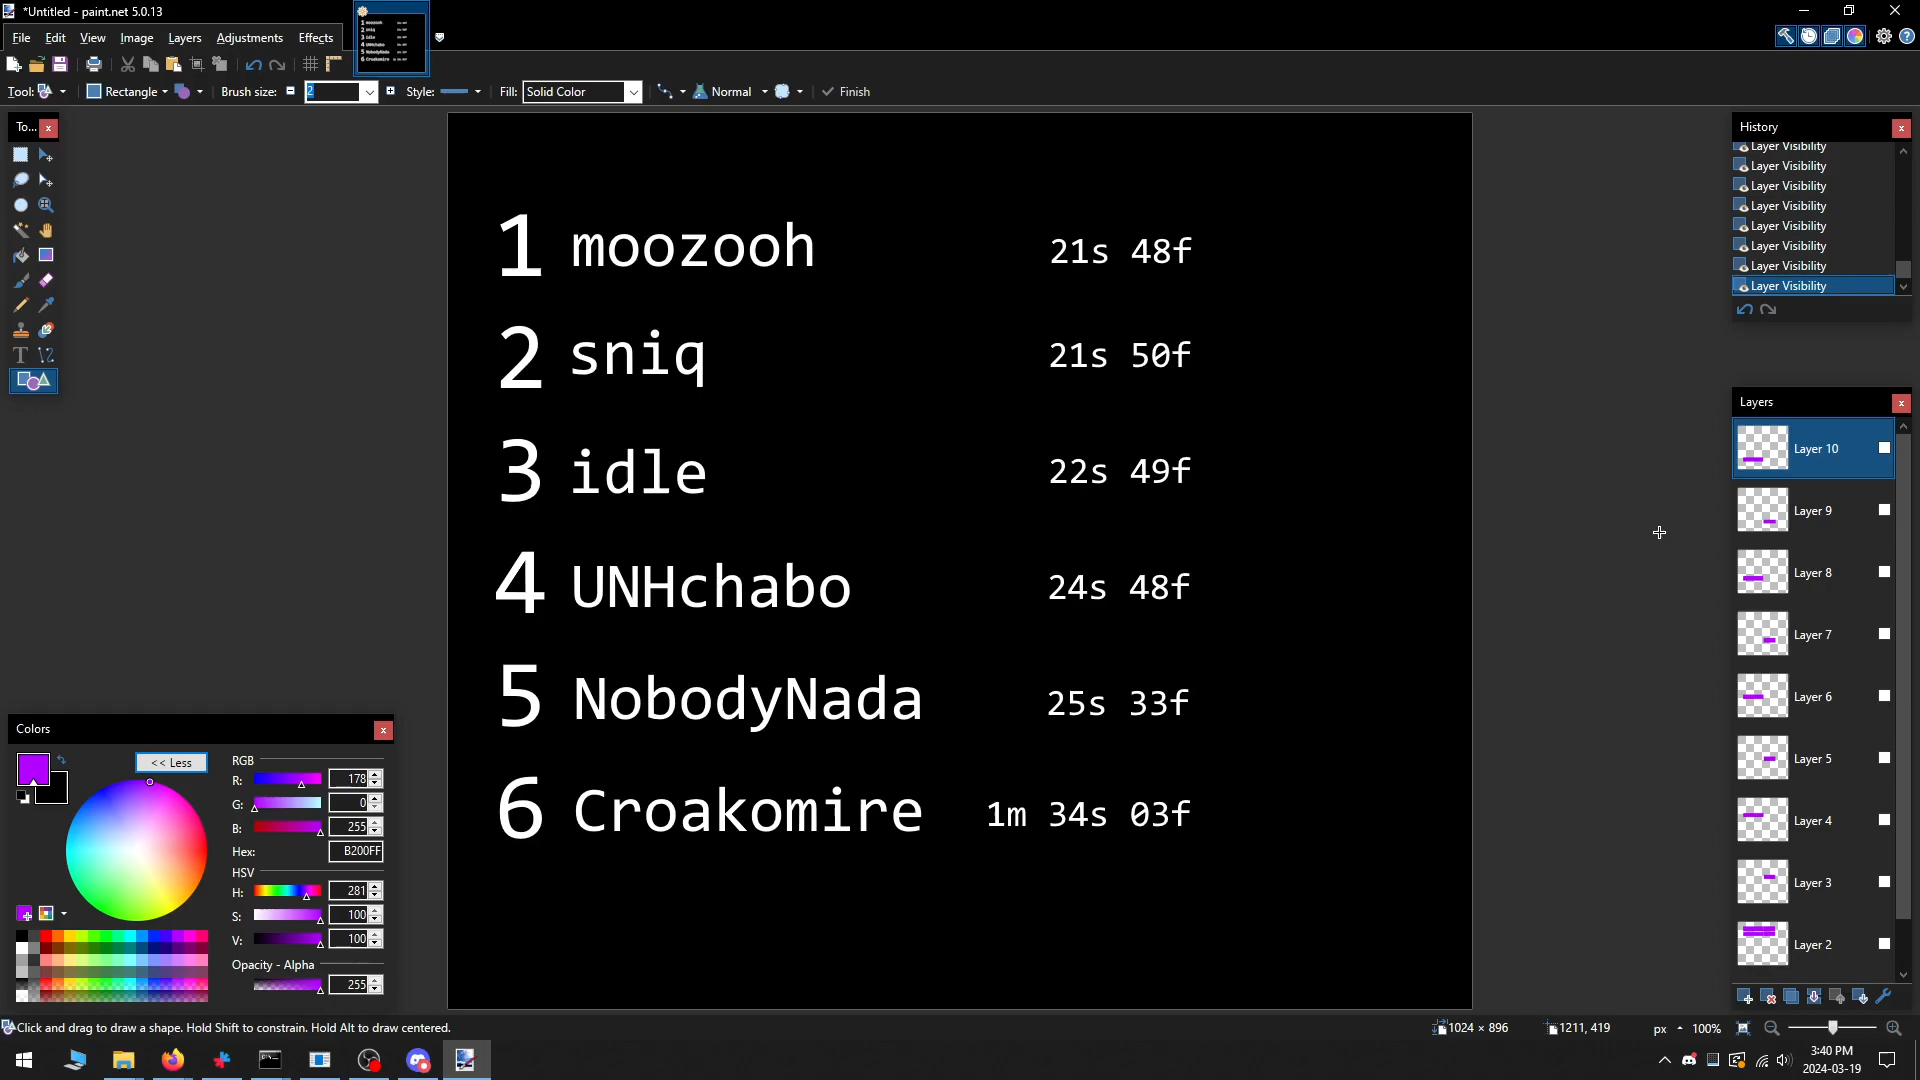 *Untitled - paint.net 5.0.13
File Edit View Image Layers Adjustments Effects
Tool: Rectangle Brush size: 2 Style: Fill: Solid Color Normal Finish
To...
History
Layer Visibility
Layer Visibility
Layer Visibility
Layer Visibility
Layer Visibility
Layer Visibility
Layer Visibility
Layer Visibility
1 moozooh 21s 48f
2 sniq 21s 50f
3 idle 22s 49f
4 UNHchabo 24s 48f
5 NobodyNada 25s 33f
6 Croakomire 1m 34s 03f
Layers
Layer 10
Layer 9
Layer 8
Layer 7
Layer 6
Layer 5
Layer 4
Layer 3
Layer 2
Colors
<< Less
RGB
R: 178
G: 0
B: 255
Hex: B200FF
HSV
H: 281
S: 100
V: 100
Opacity - Alpha
255
Click and drag to draw a shape. Hold Shift to constrain. Hold Alt to draw centered.
1024 × 896 1211, 419 px 100%
3:40 PM
2024-03-19